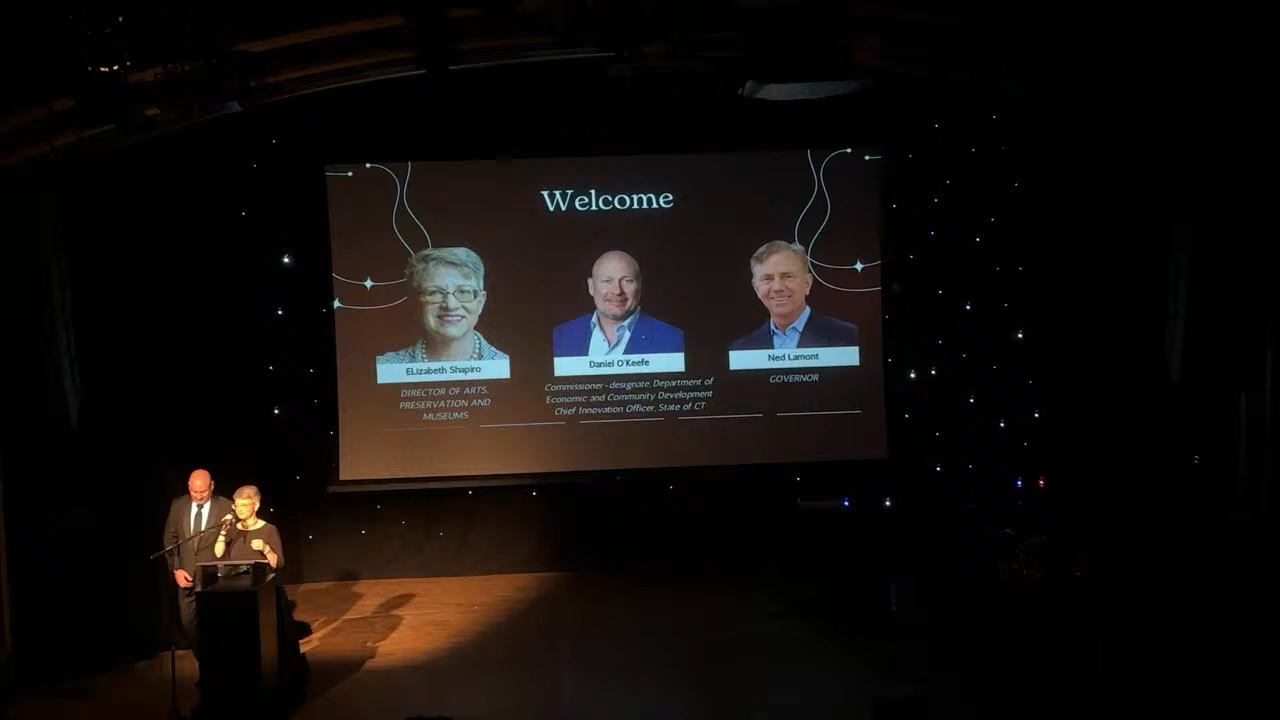 Welcome
ELizabeth Shapiro
DIRECTOR OF ARTS,
PRESERVATION AND
MUSEUMS
Daniel O'Keefe
Commissioner-designate, Department of
Economic and Community Development
Chief Innovation Officer, State of CT
Ned Lamont
GOVERNOR